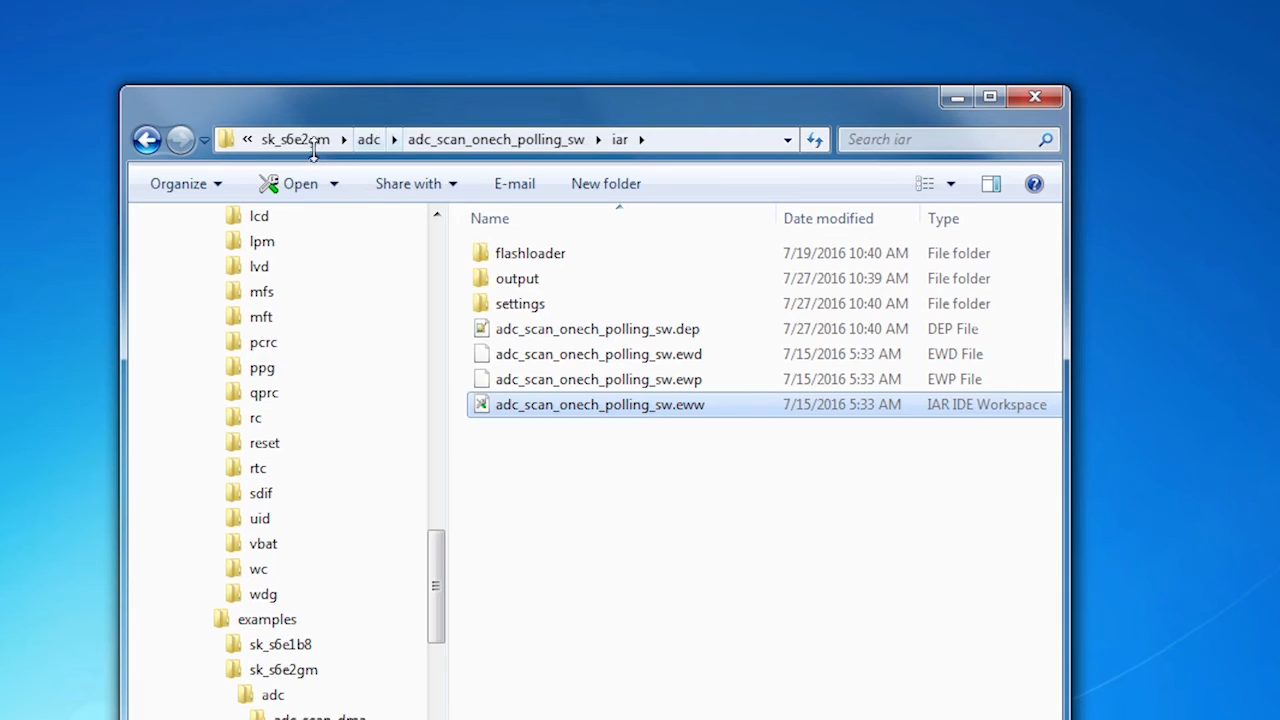 « sk_s6e2gm adc adc_scan_onech_polling_sw iar Search iar
Organize Open Share with E-mail New folder
lcd
lpm
lvd
mfs
mft
pcrc
ppg
qprc
rc
reset
rtc
sdif
uid
vbat
wc
wdg
examples
sk_s6e1b8
sk_s6e2gm
adc
adc_scan_dma
Name Date modified Type
flashloader 7/19/2016 10:40 AM File folder
output 7/27/2016 10:39 AM File folder
settings 7/27/2016 10:40 AM File folder
adc_scan_onech_polling_sw.dep 7/27/2016 10:40 AM DEP File
adc_scan_onech_polling_sw.ewd 7/15/2016 5:33 AM EWD File
adc_scan_onech_polling_sw.ewp 7/15/2016 5:33 AM EWP File
adc_scan_onech_polling_sw.eww 7/15/2016 5:33 AM IAR IDE Workspace